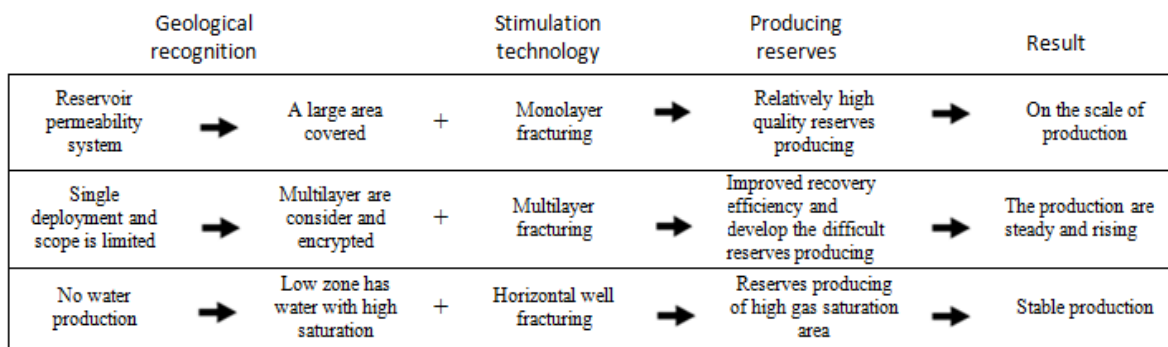 Geological
recognition
Stimulation
technology
Producing
reserves
Result
Reservoir
permeability
system
A large area
covered
+
Monolayer
fracturing
Relatively high
quality reserves
producing
On the scale of
production
Single
deployment and
scope is limited
Multilayer are
consider and
encrypted
+
Multilayer
fracturing
Improved recovery
efficiency and
develop the difficult
reserves producing
The production are
steady and rising
No water
production
Low zone has
water with high
saturation
+
Horizontal well
fracturing
Reserves producing
of high gas saturation
area
Stable production